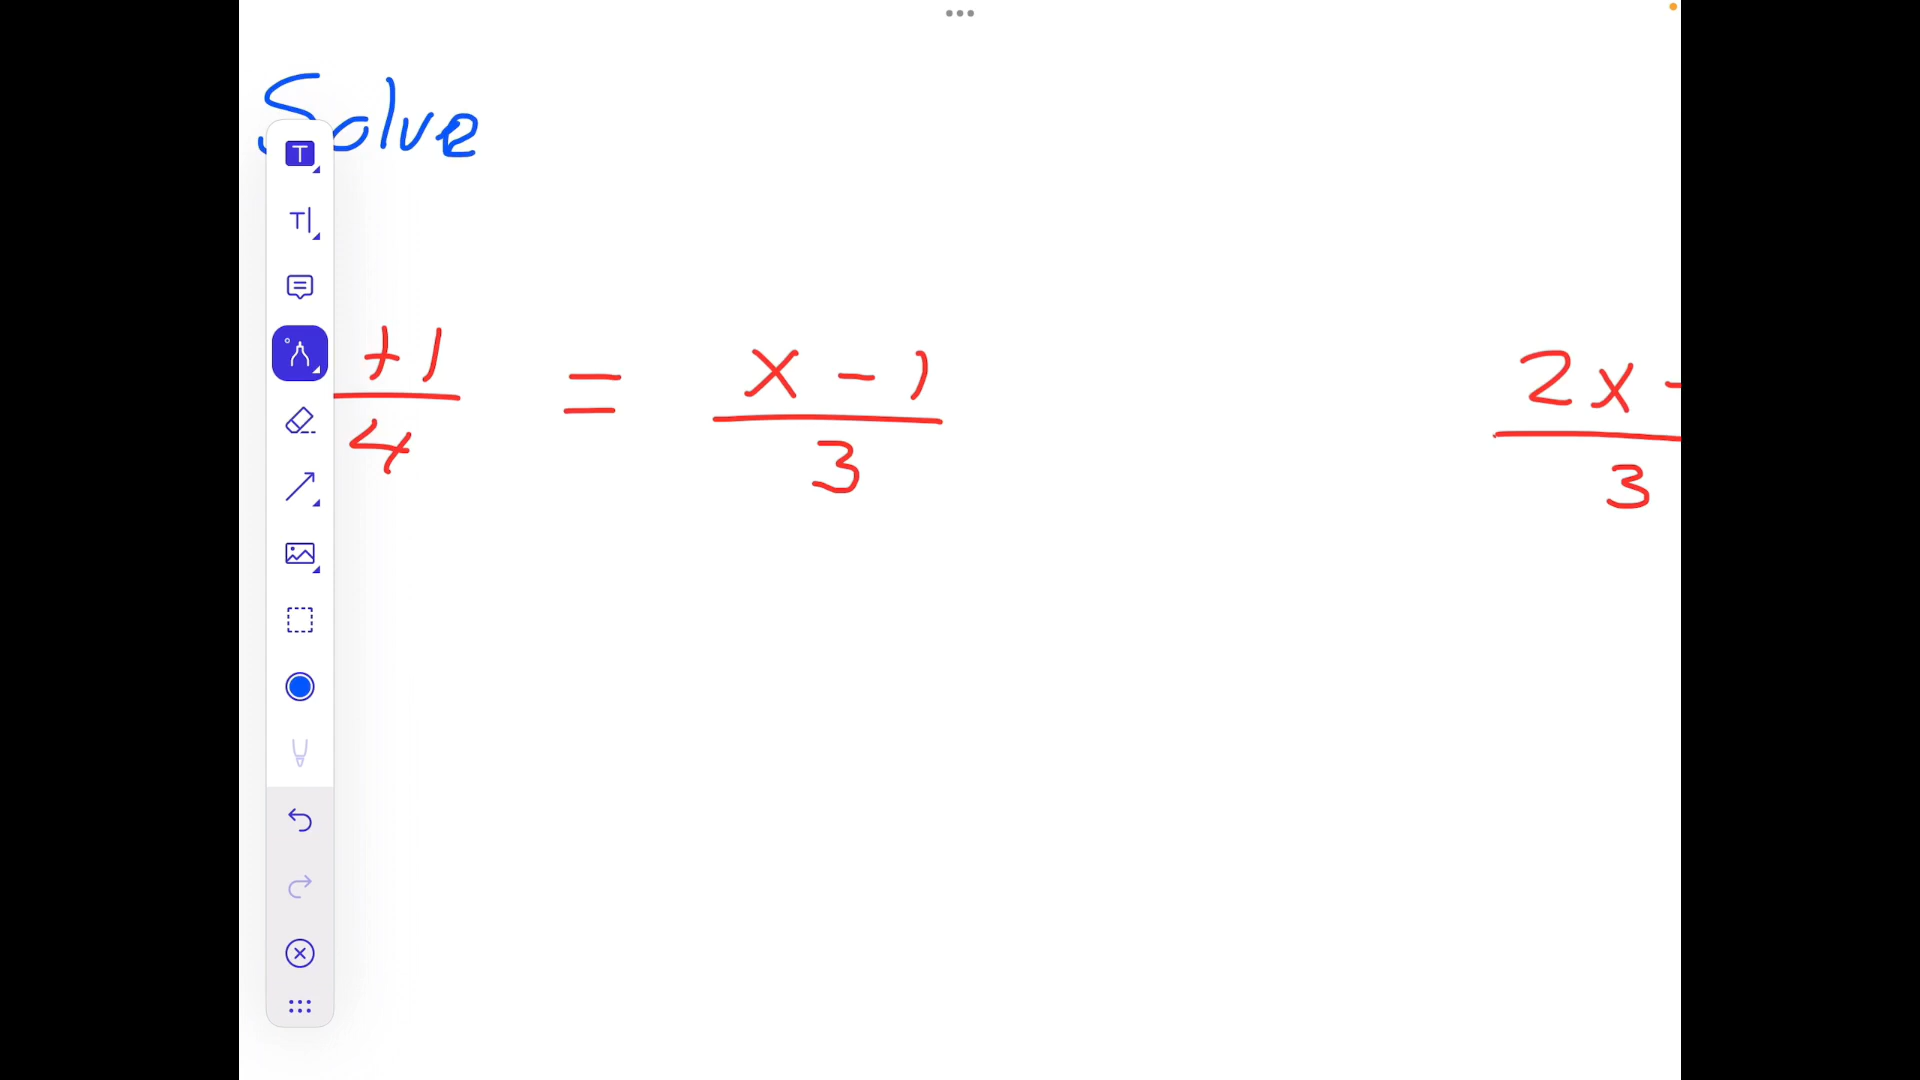 Solve
+1 = x - 1 2x -
4 3 3
T
T|